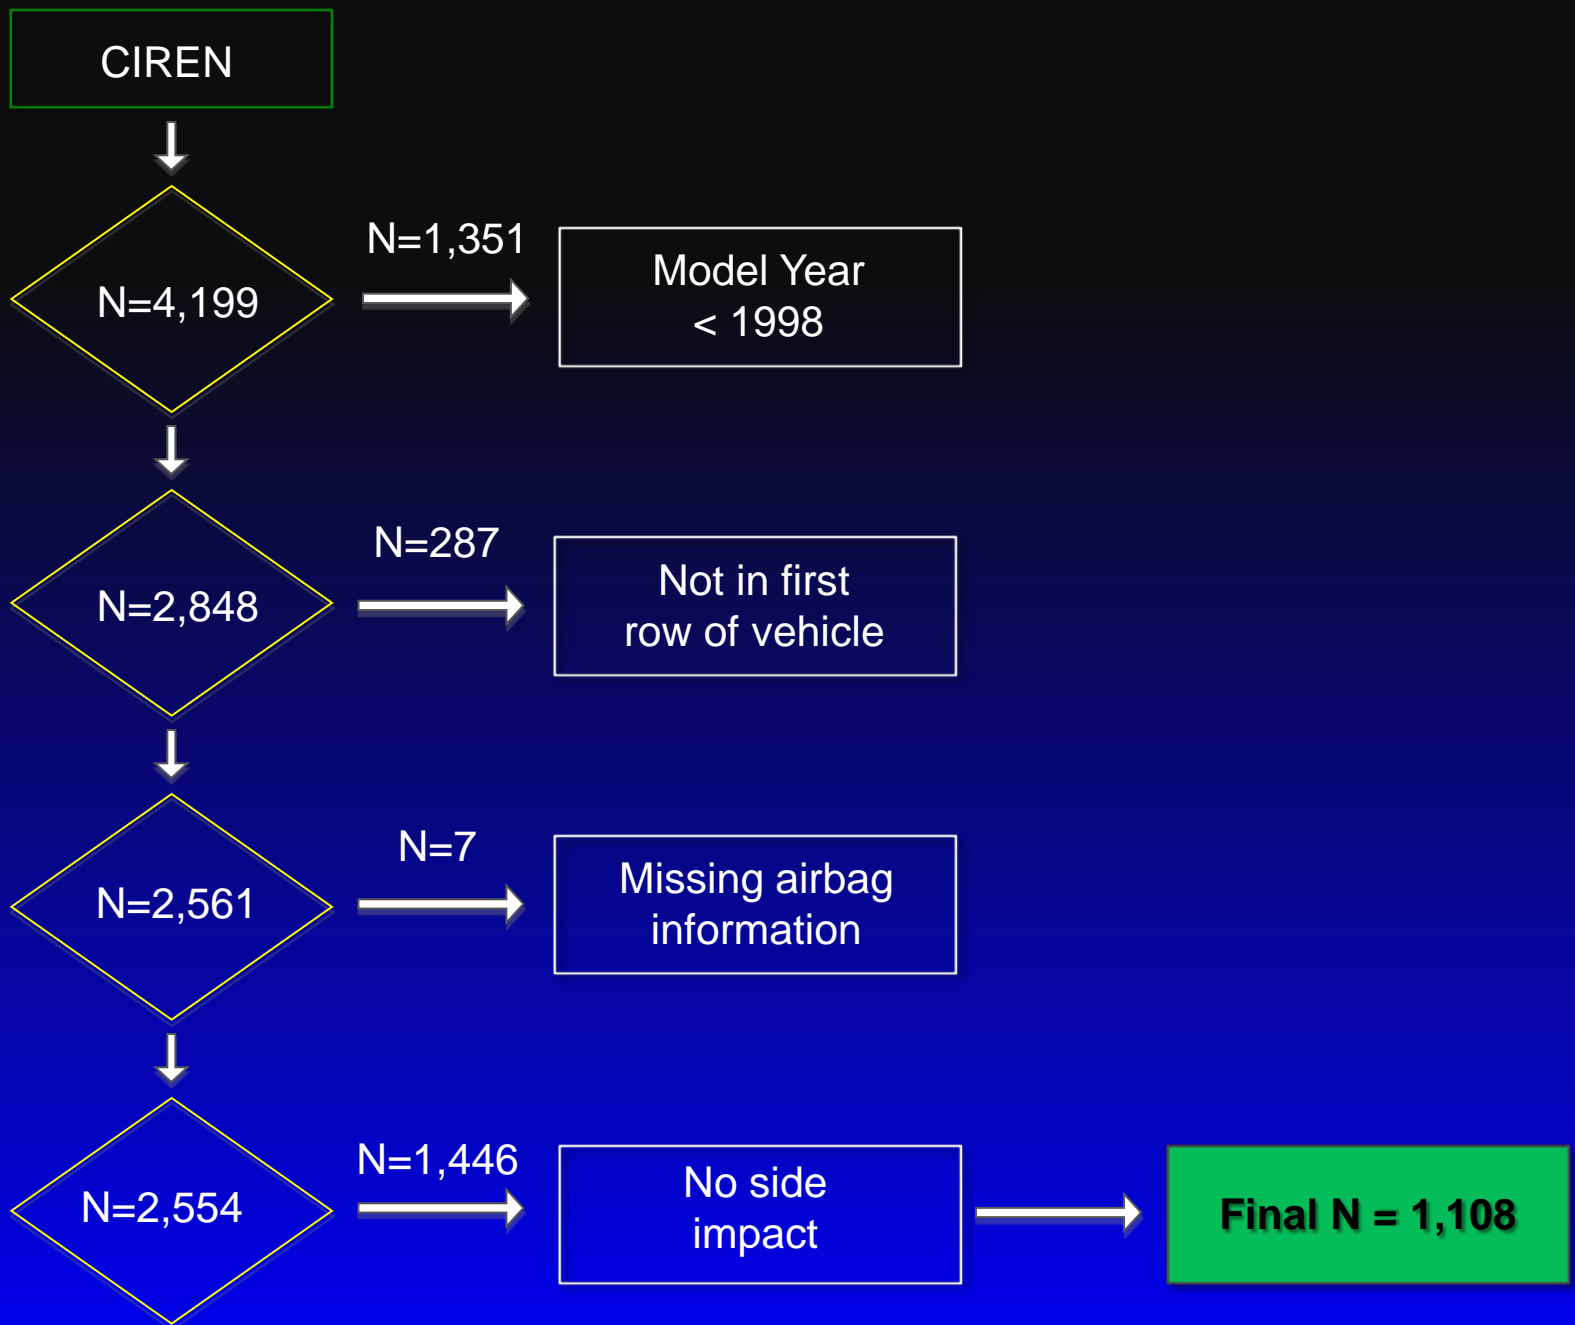 CIREN
N=4,199
N=1,351
Model Year
< 1998
N=2,848
N=287
Not in first
row of vehicle
N=2,561
N=7
Missing airbag
information
N=2,554
N=1,446
No side
impact
Final N = 1,108